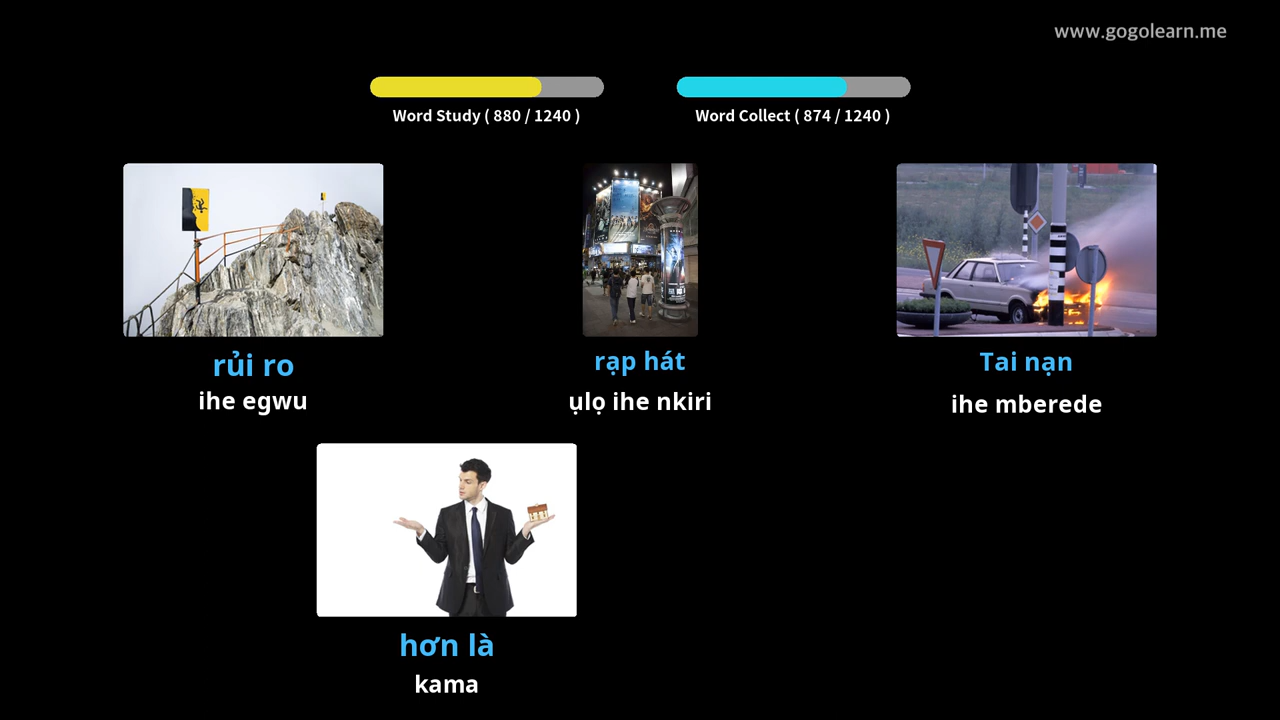 www.gogolearn.me
Word Study ( 880 / 1240 )
Word Collect ( 874 / 1240 )
rủi ro
ihe egwu
rạp hát
ụlọ ihe nkiri
Tai nạn
ihe mberede
hơn là
kama